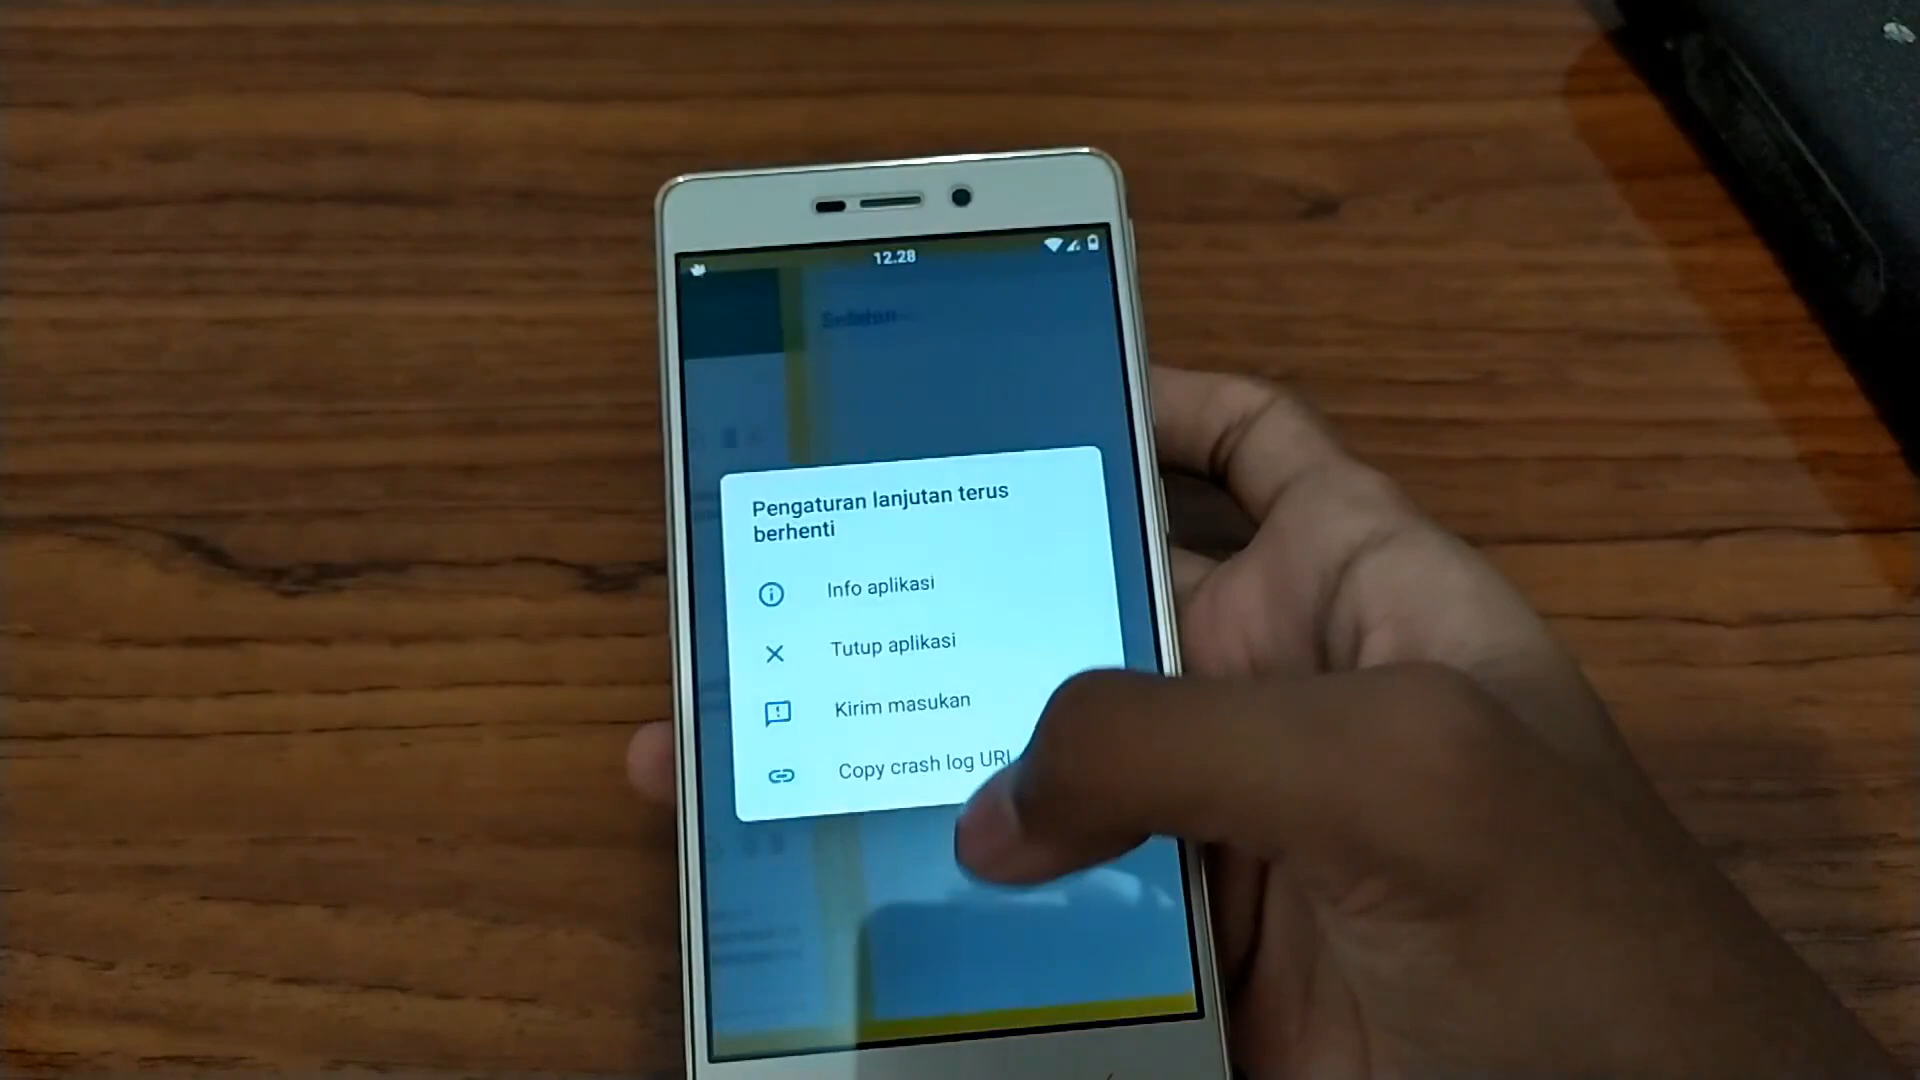 12.28
Pengaturan lanjutan terus
berhenti
Info aplikasi
Tutup aplikasi
Kirim masukan
Copy crash log URL